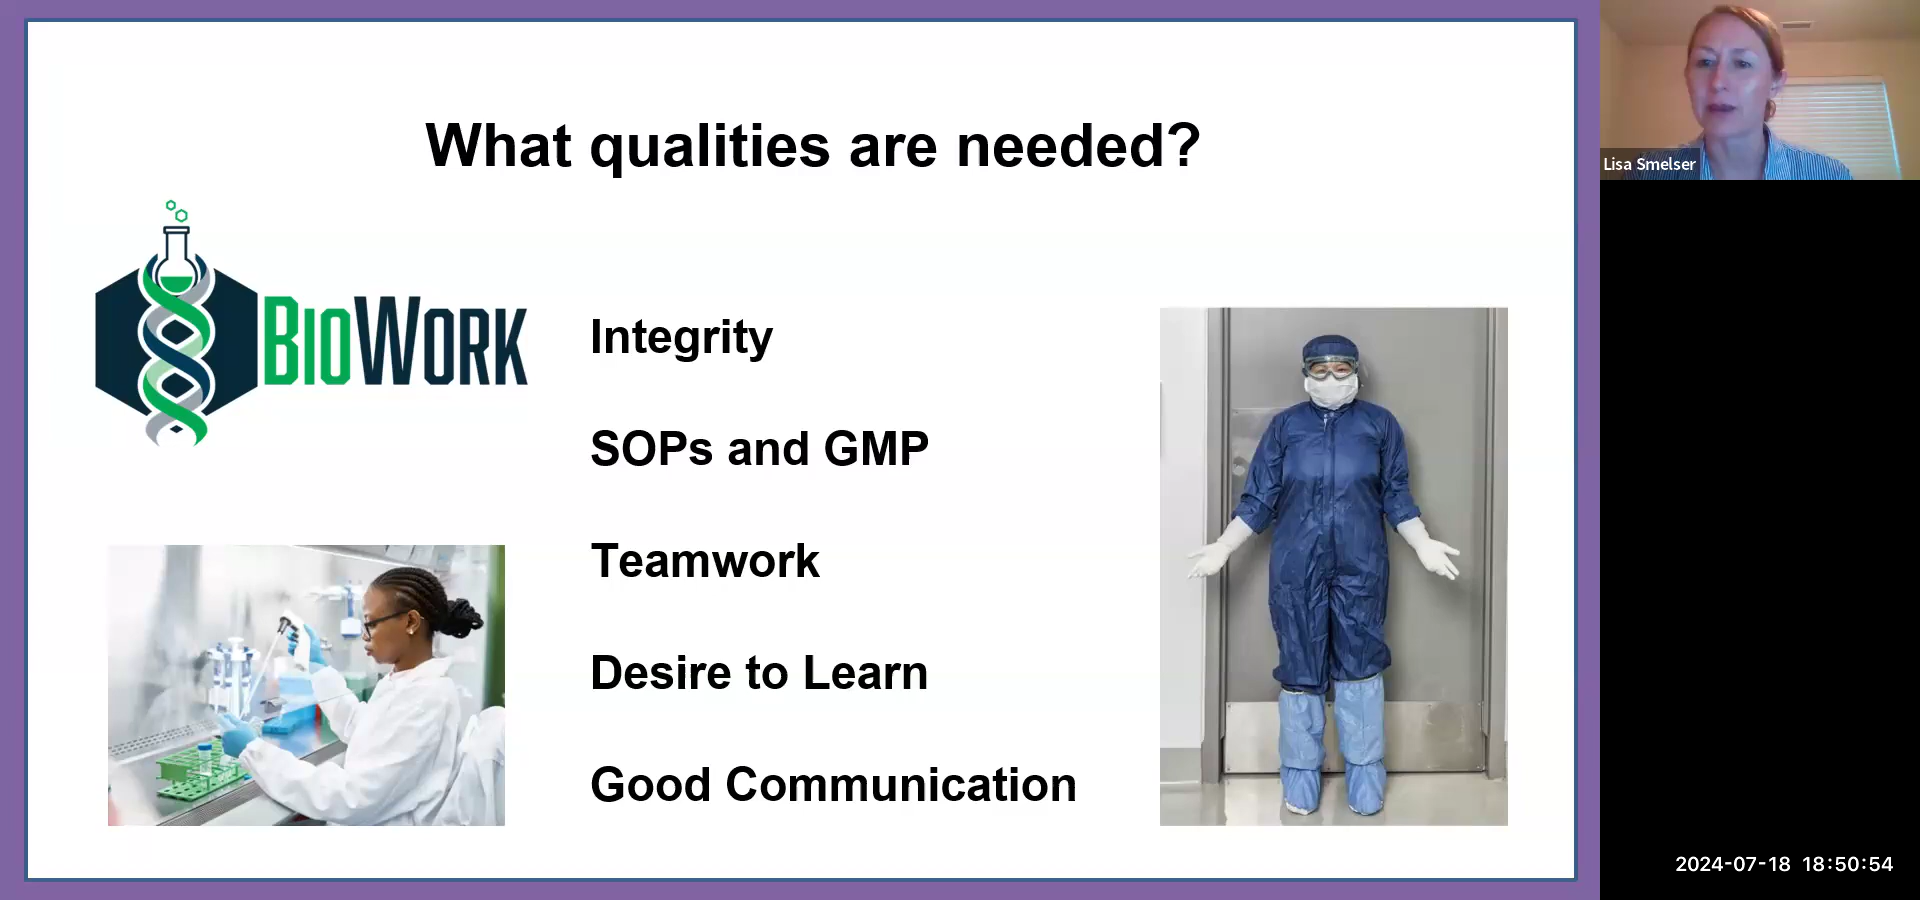 What qualities are needed?
BIOWORK
Integrity
SOPs and GMP
Teamwork
Desire to Learn
Good Communication
Lisa Smelser
2024-07-18 18:50:54